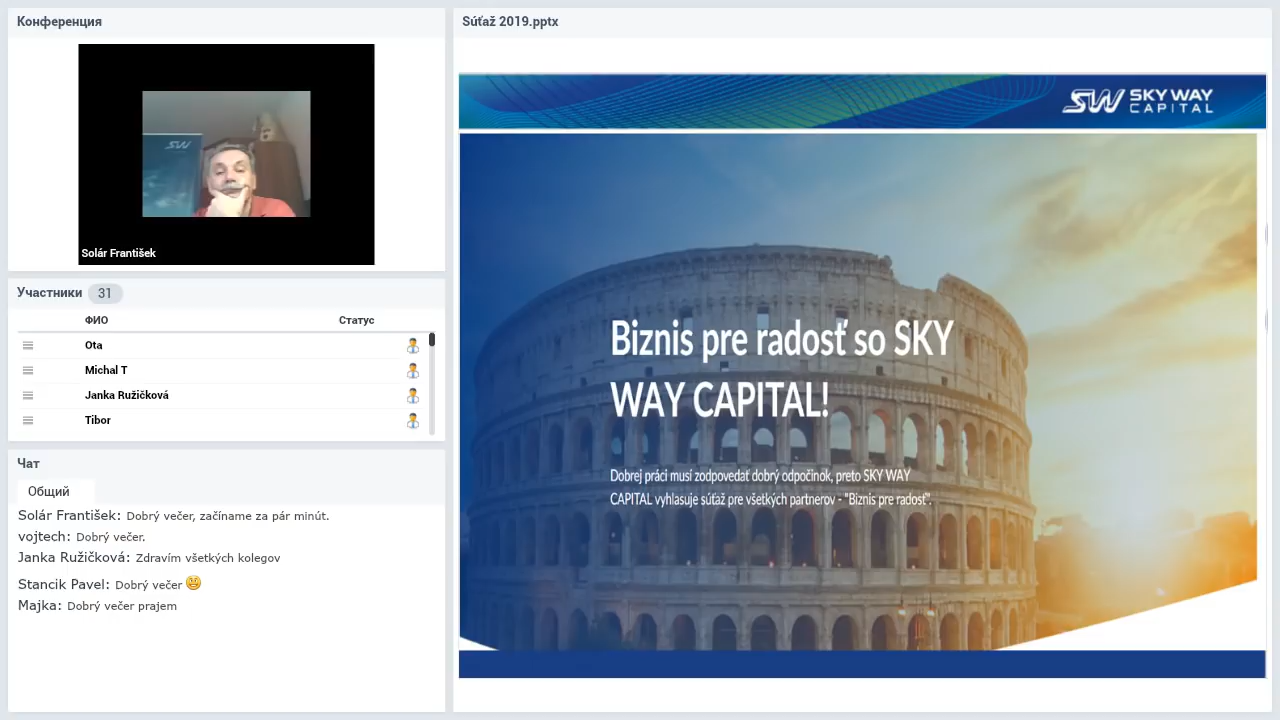 Конференция
Solár František
Участники 31
ФИО Статус
Ota
Michal T
Janka Ružičková
Tibor
Чат
Общий
Solár František: Dobrý večer, začíname za pár minút.
vojtech: Dobrý večer.
Janka Ružičková: Zdravím všetkých kolegov
Stancik Pavel: Dobrý večer
Majka: Dobrý večer prajem
Súťaž 2019.pptx
SW SKY WAY
CAPITAL
SW
Biznis pre radosť so SKY
WAY CAPITAL!
Dobrej práci musí zodpovedať dobrý odpočinok, preto SKY WAY
CAPITAL vyhlasuje súťaž pre všetkých partnerov - "Biznis pre radosť".